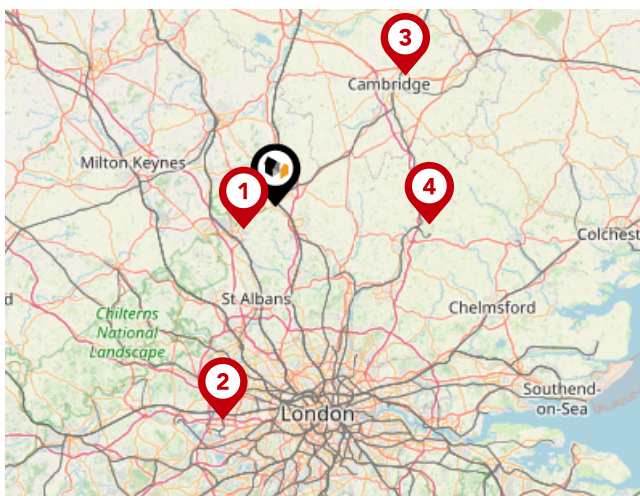 3
Cambridge
Milton Keynes
1
4
Colchest
d
St Albans
Chelmsford
Chilterns
National
Landscape
2
Southend-
on-Sea
London